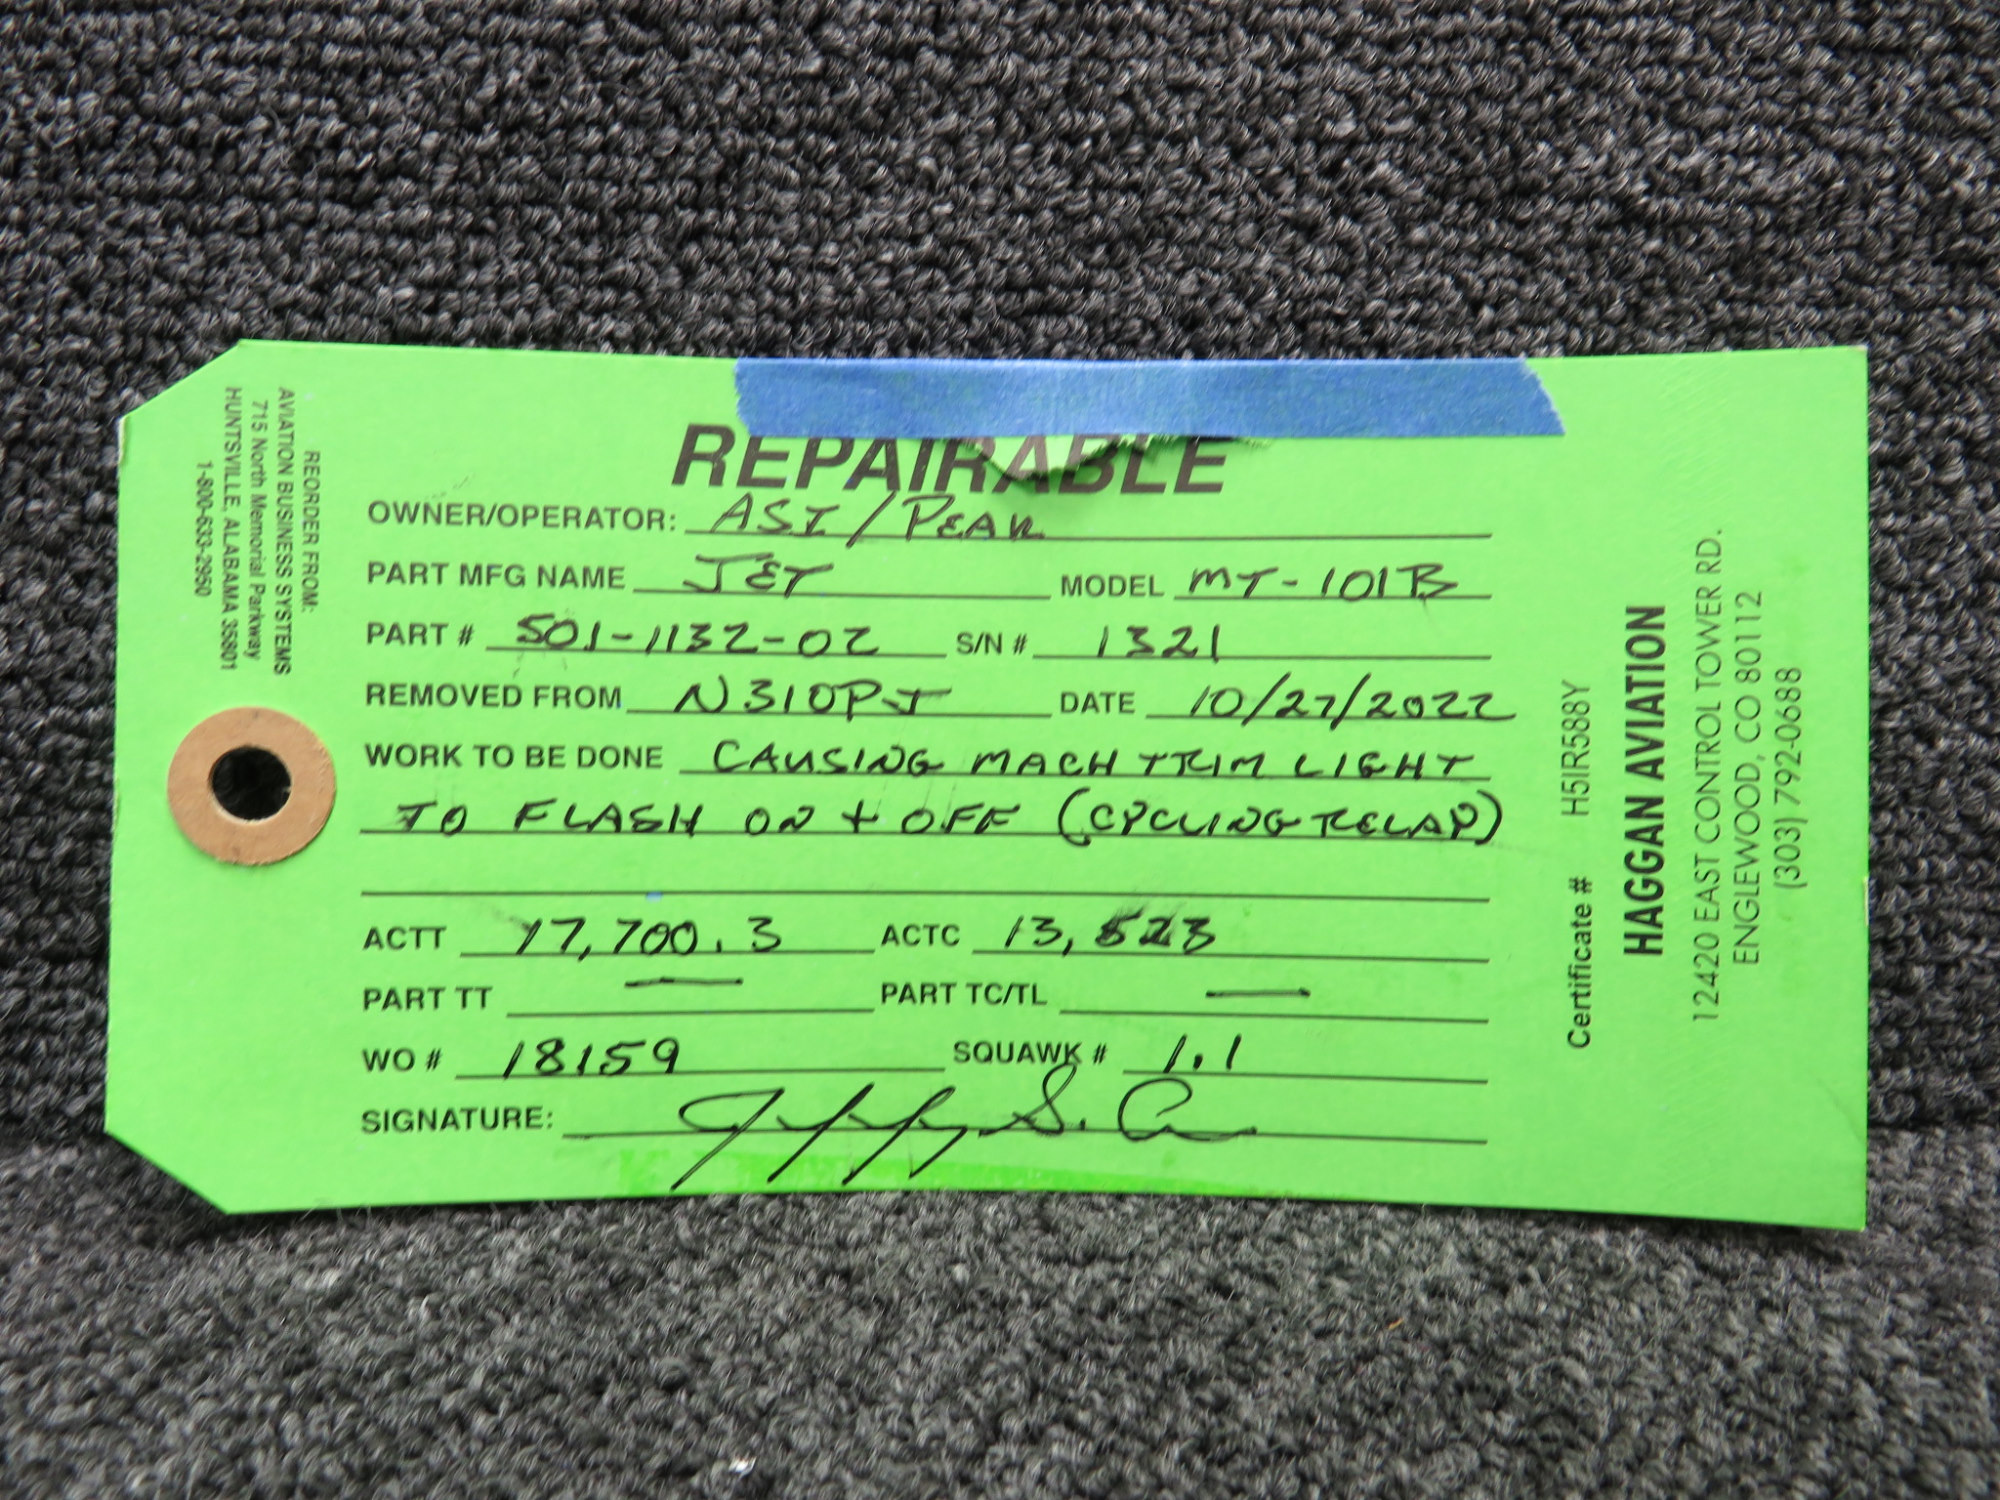 REPAIRABLE
OWNER/OPERATOR: ASI/PEAK
PART MFG NAME JET MODEL MT-101B
PART # 501-1132-02 S/N # 1321
REMOVED FROM N310PJ DATE 10/27/2022
WORK TO BE DONE CAUSING MACH TRIM LIGHT
TO FLASH ON + OFF (CYCLING RELAY)
ACTT 17,700.3 ACTC 13,523
PART TT — PART TC/TL —
WO # 18159 SQUAWK # 1.1
SIGNATURE: Jeffrey S.
REORDER FROM:
AVIATION BUSINESS SYSTEMS
715 North Memorial Parkway
HUNTSVILLE, ALABAMA 35801
1-800-633-2950
Certificate # H5IR588Y
HAGGAN AVIATION
12420 EAST CONTROL TOWER RD.
ENGLEWOOD, CO 80112
(303) 792-0688